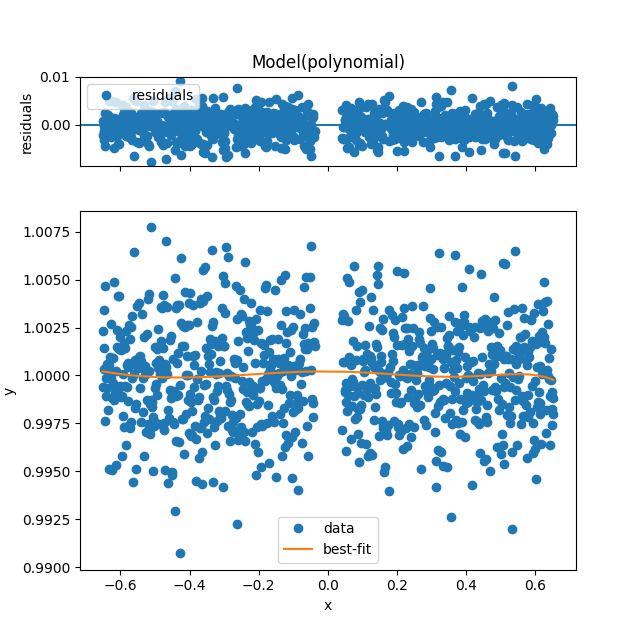 Model(polynomial)
0.01
0.00
residuals
residuals
1.0075
1.0050
1.0025
1.0000
0.9975
0.9950
0.9925
0.9900
y
data
best-fit
−0.6 −0.4 −0.2 0.0 0.2 0.4 0.6
x